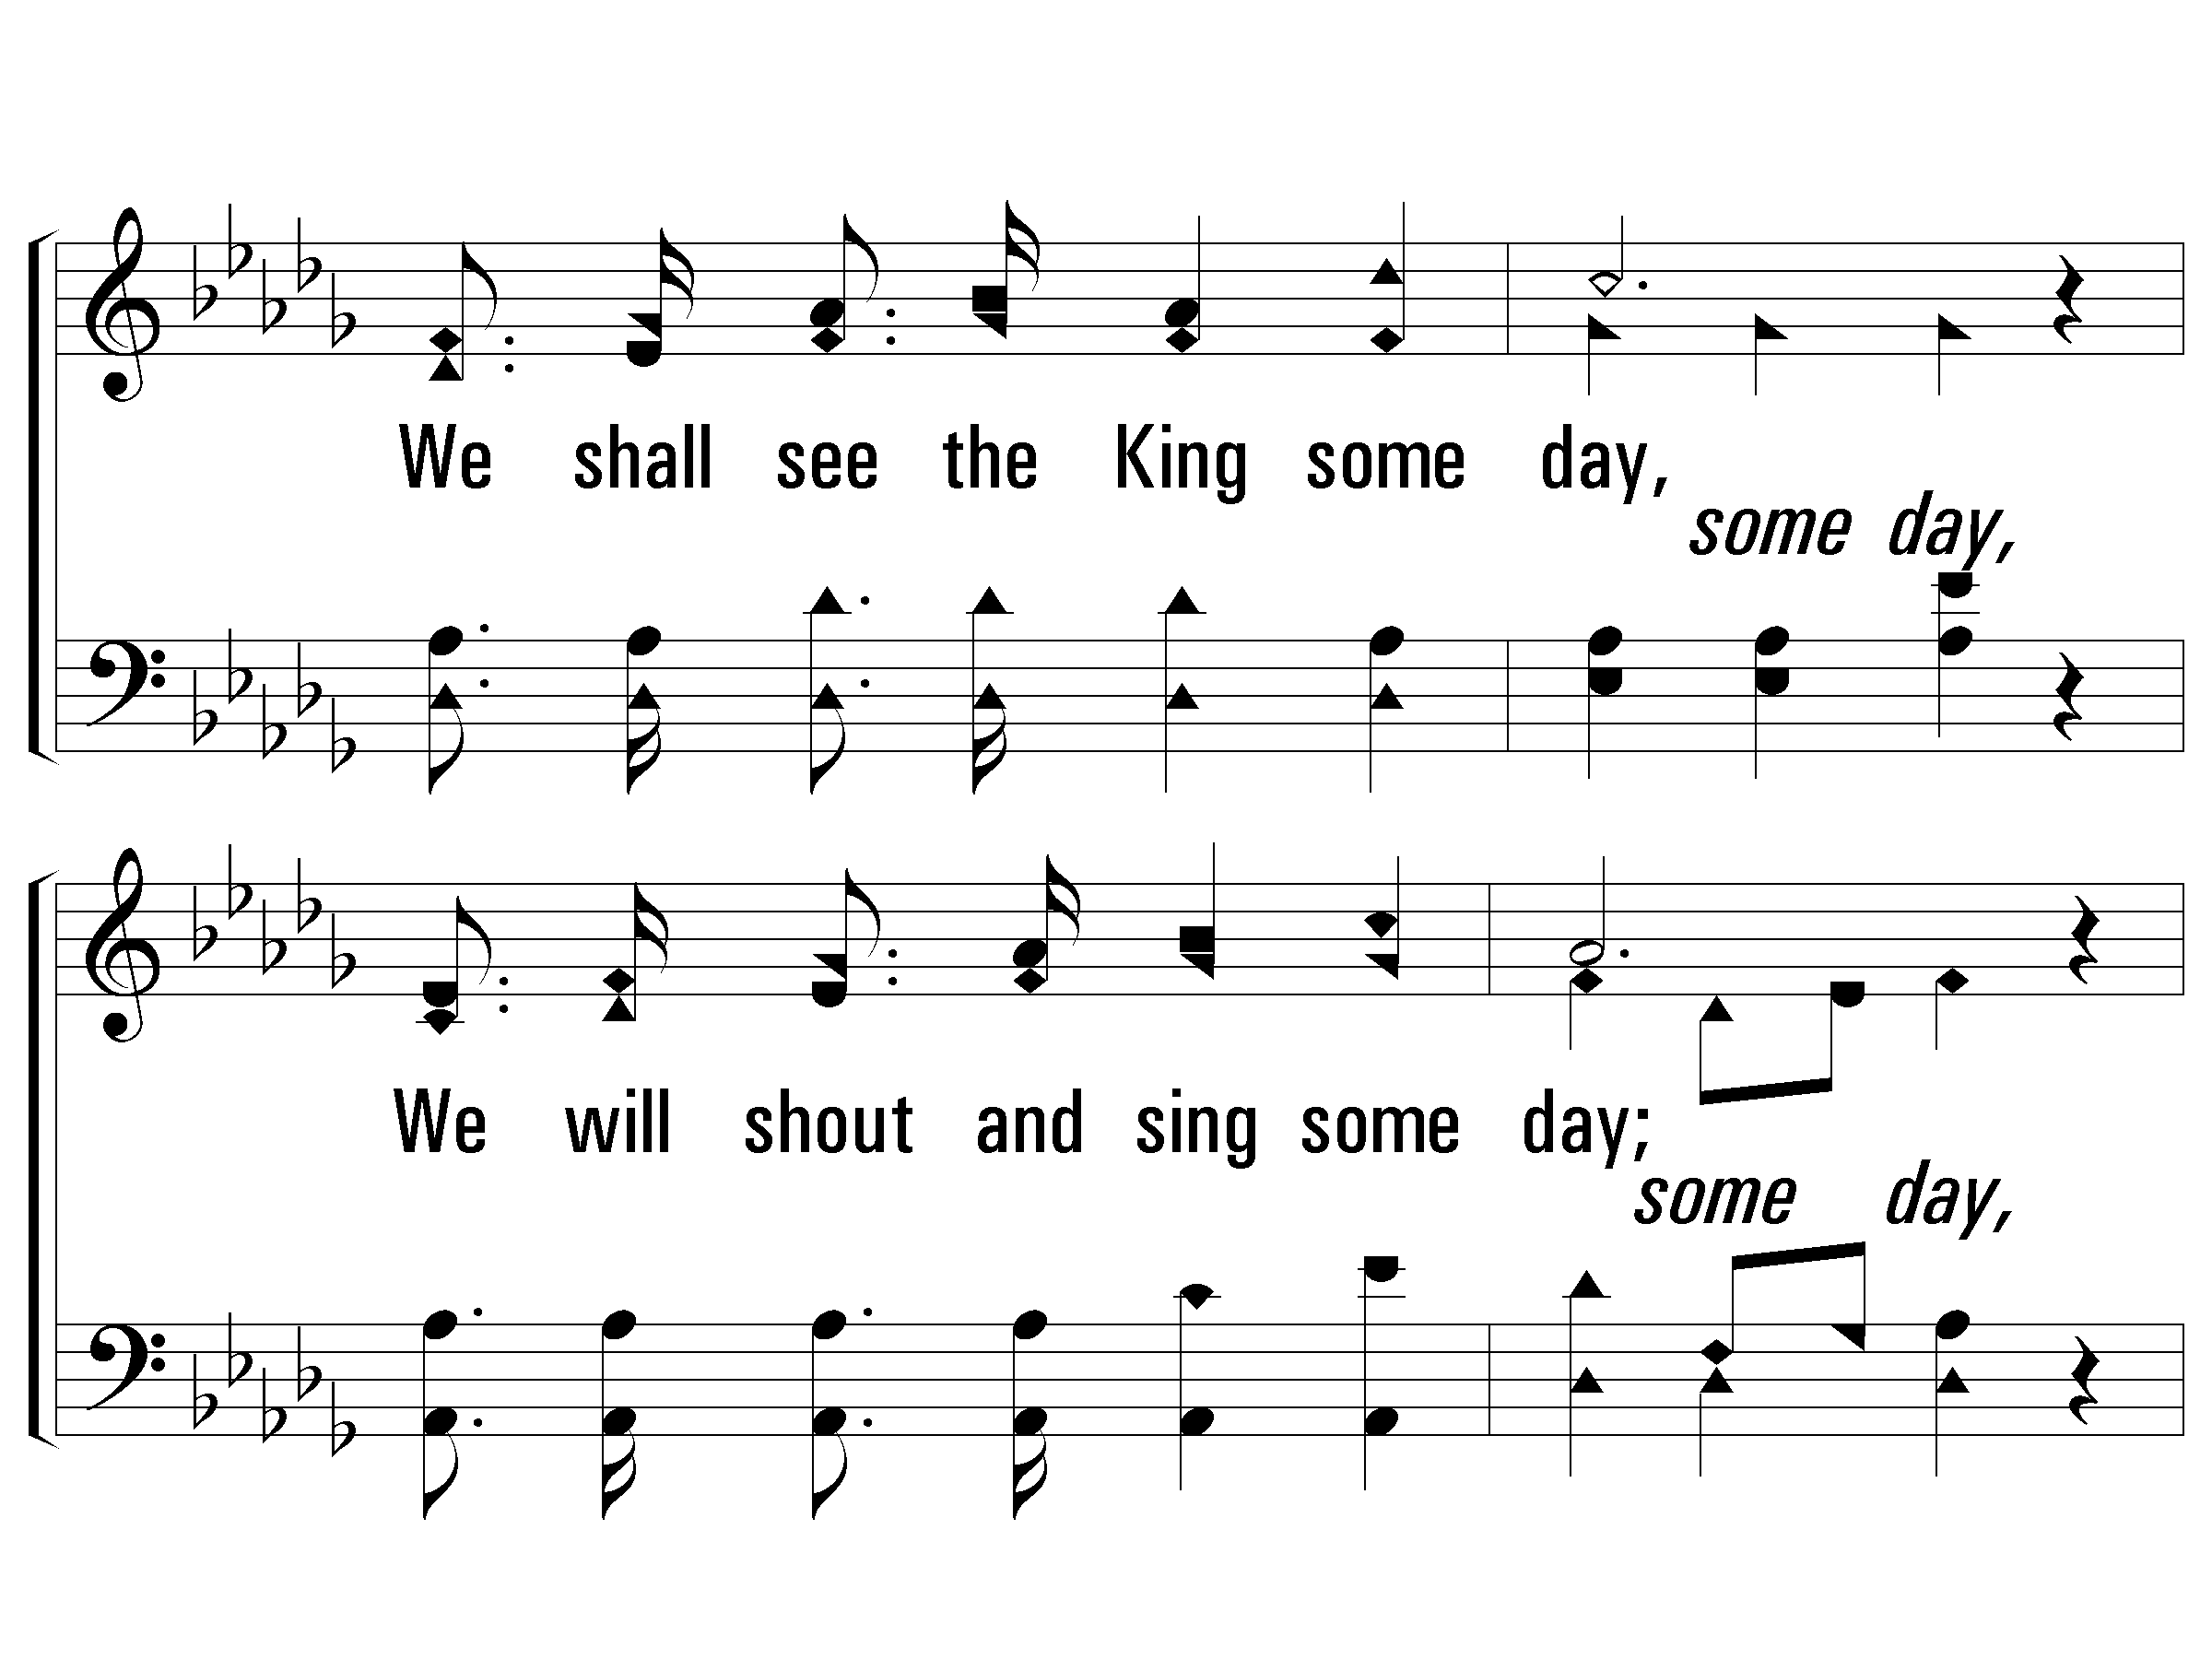 We shall see the King some day,
some day,
We will shout and sing some day;
some day,